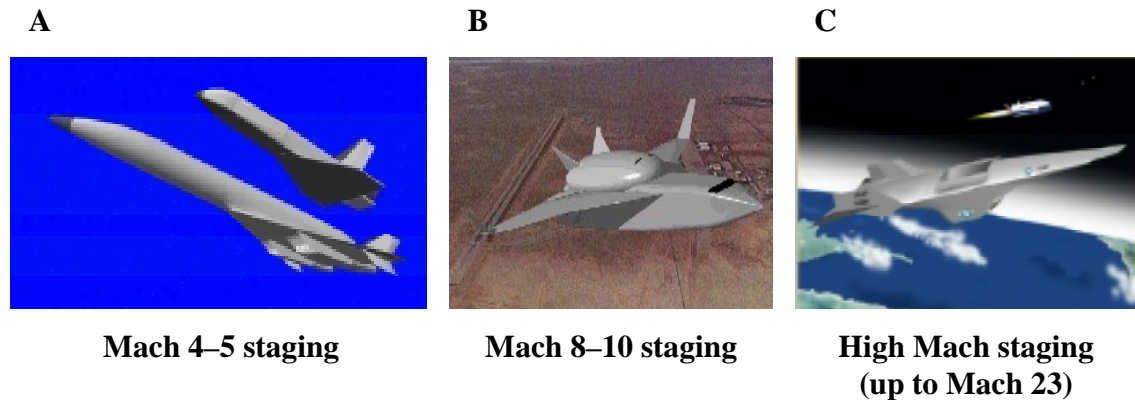 A
B
C
Mach 4–5 staging
Mach 8–10 staging
High Mach staging
(up to Mach 23)